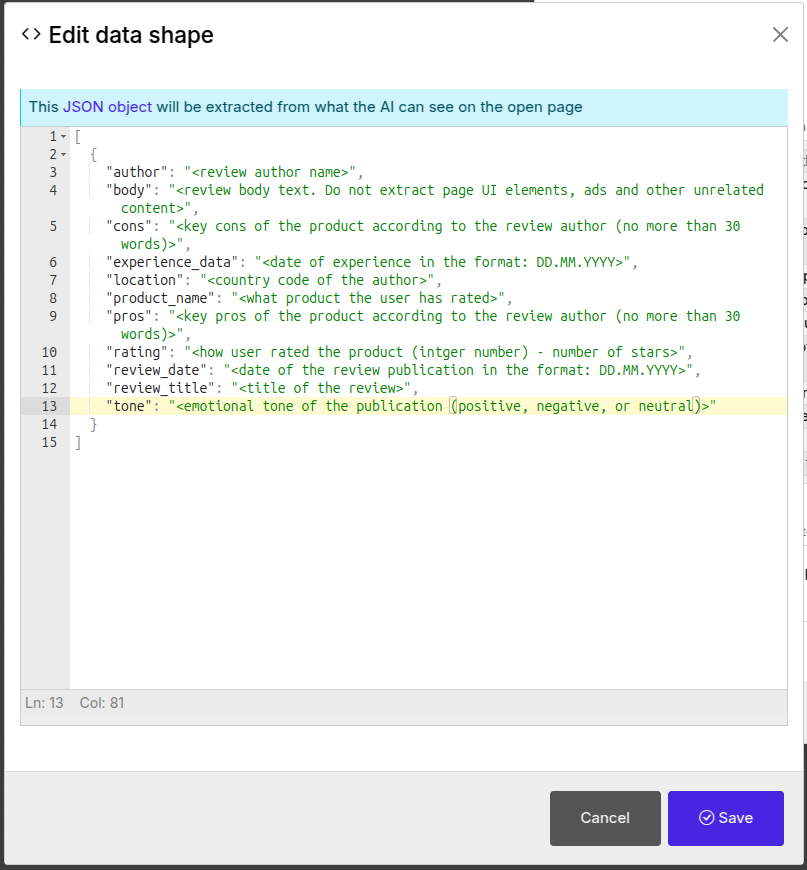 <> Edit data shape
This JSON object will be extracted from what the AI can see on the open page
1 [
2 {
3 "author": "<review author name>",
4 "body": "<review body text. Do not extract page UI elements, ads and other unrelated
content>",
5 "cons": "<key cons of the product according to the review author (no more than 30
words)>",
6 "experience_data": "<date of experience in the format: DD.MM.YYYY>",
7 "location": "<country code of the author>",
8 "product_name": "<what product the user has rated>",
9 "pros": "<key pros of the product according to the review author (no more than 30
words)>",
10 "rating": "<how user rated the product (intger number) - number of stars>",
11 "review_date": "<date of the review publication in the format: DD.MM.YYYY>",
12 "review_title": "<title of the review>",
13 "tone": "<emotional tone of the publication (positive, negative, or neutral)>"
14 }
15 ]
Ln: 13 Col: 81
Cancel Save